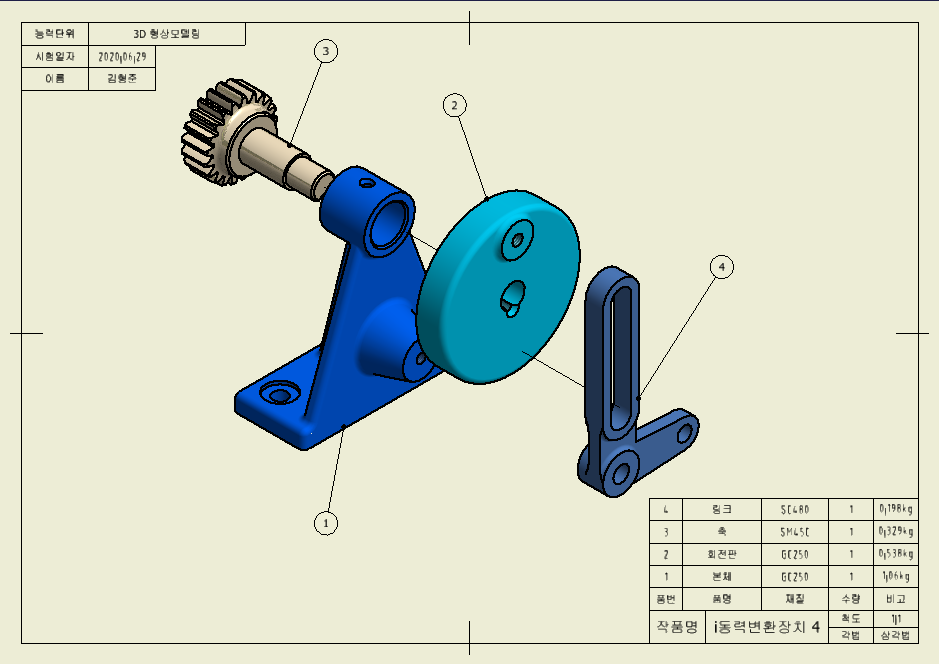 능력단위 3D 형상모델링
시험일자 2020¡06¡29
이름 김형준
3
2
4
1
4 링크 SC480 1 0¡198kg
3 축 SM45C 1 0¡329kg
2 회전판 GC250 1 0¡538kg
1 본체 GC250 1 1¡06kg
품번 품명 재질 수량 비고
작품명 i동력변환장치 4 척도 1¡1
각법 삼각법